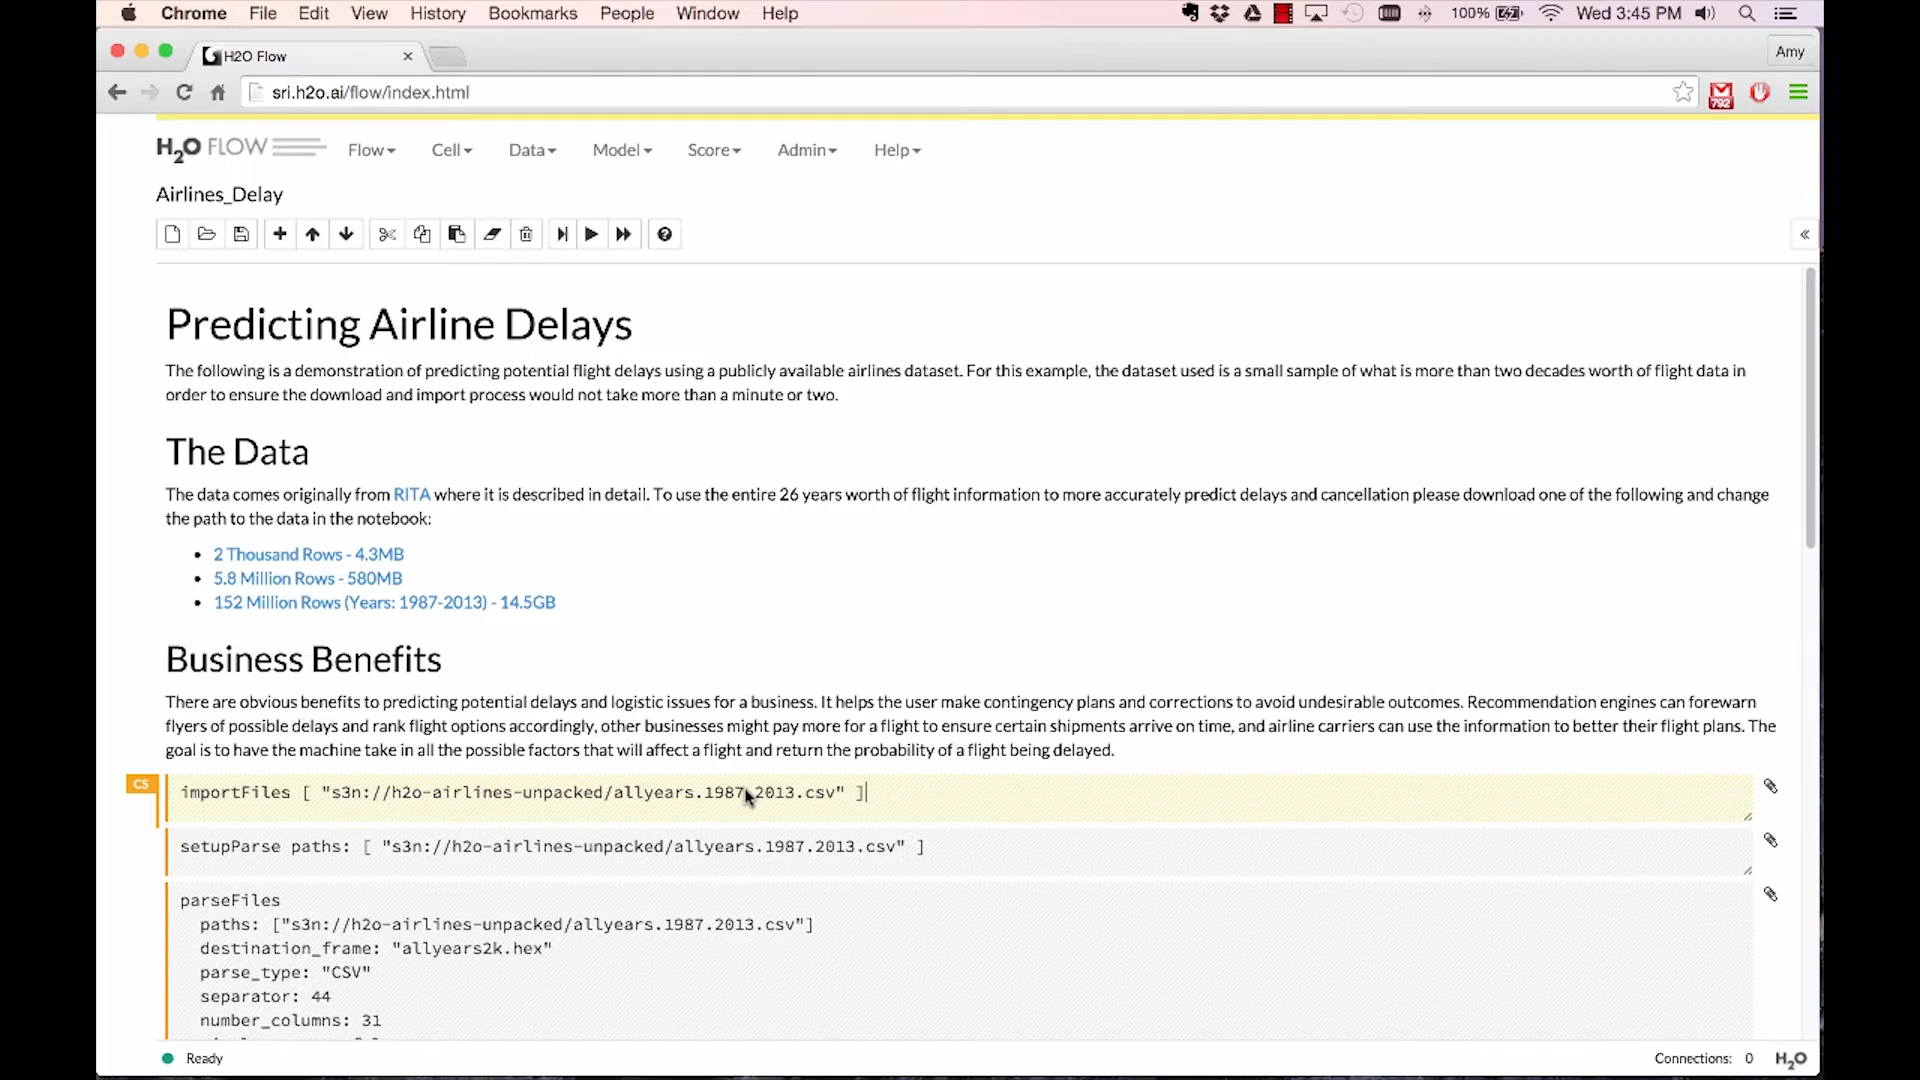 Chrome File Edit View History Bookmarks People Window Help 100% Wed 3:45 PM
H2O Flow × Amy
sri.h2o.ai/flow/index.html 792
H2O FLOW Flow Cell Data Model Score Admin Help
Airlines_Delay
Predicting Airline Delays
The following is a demonstration of predicting potential flight delays using a publicly available airlines dataset. For this example, the dataset used is a small sample of what is more than two decades worth of flight data in
order to ensure the download and import process would not take more than a minute or two.
The Data
The data comes originally from RITA where it is described in detail. To use the entire 26 years worth of flight information to more accurately predict delays and cancellation please download one of the following and change
the path to the data in the notebook:
• 2 Thousand Rows - 4.3MB
• 5.8 Million Rows - 580MB
• 152 Million Rows (Years: 1987-2013) - 14.5GB
Business Benefits
There are obvious benefits to predicting potential delays and logistic issues for a business. It helps the user make contingency plans and corrections to avoid undesirable outcomes. Recommendation engines can forewarn
flyers of possible delays and rank flight options accordingly, other businesses might pay more for a flight to ensure certain shipments arrive on time, and airline carriers can use the information to better their flight plans. The
goal is to have the machine take in all the possible factors that will affect a flight and return the probability of a flight being delayed.
CS importFiles [ "s3n://h2o-airlines-unpacked/allyears.1987.2013.csv" ]
setupParse paths: [ "s3n://h2o-airlines-unpacked/allyears.1987.2013.csv" ]
parseFiles
paths: ["s3n://h2o-airlines-unpacked/allyears.1987.2013.csv"]
destination_frame: "allyears2k.hex"
parse_type: "CSV"
separator: 44
number_columns: 31
Ready Connections: 0 H2O